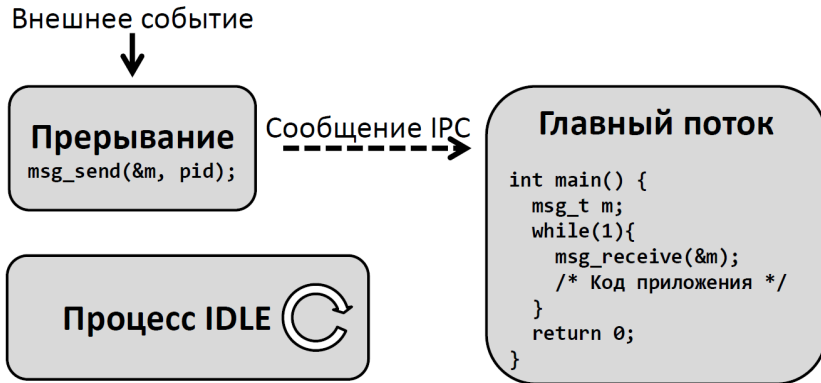 Внешнее событие
Прерывание
msg_send(&m, pid);
Сообщение IPC
Процесс IDLE
Главный поток
int main() {
  msg_t m;
  while(1){
    msg_receive(&m);
    /* Код приложения */
  }
  return 0;
}